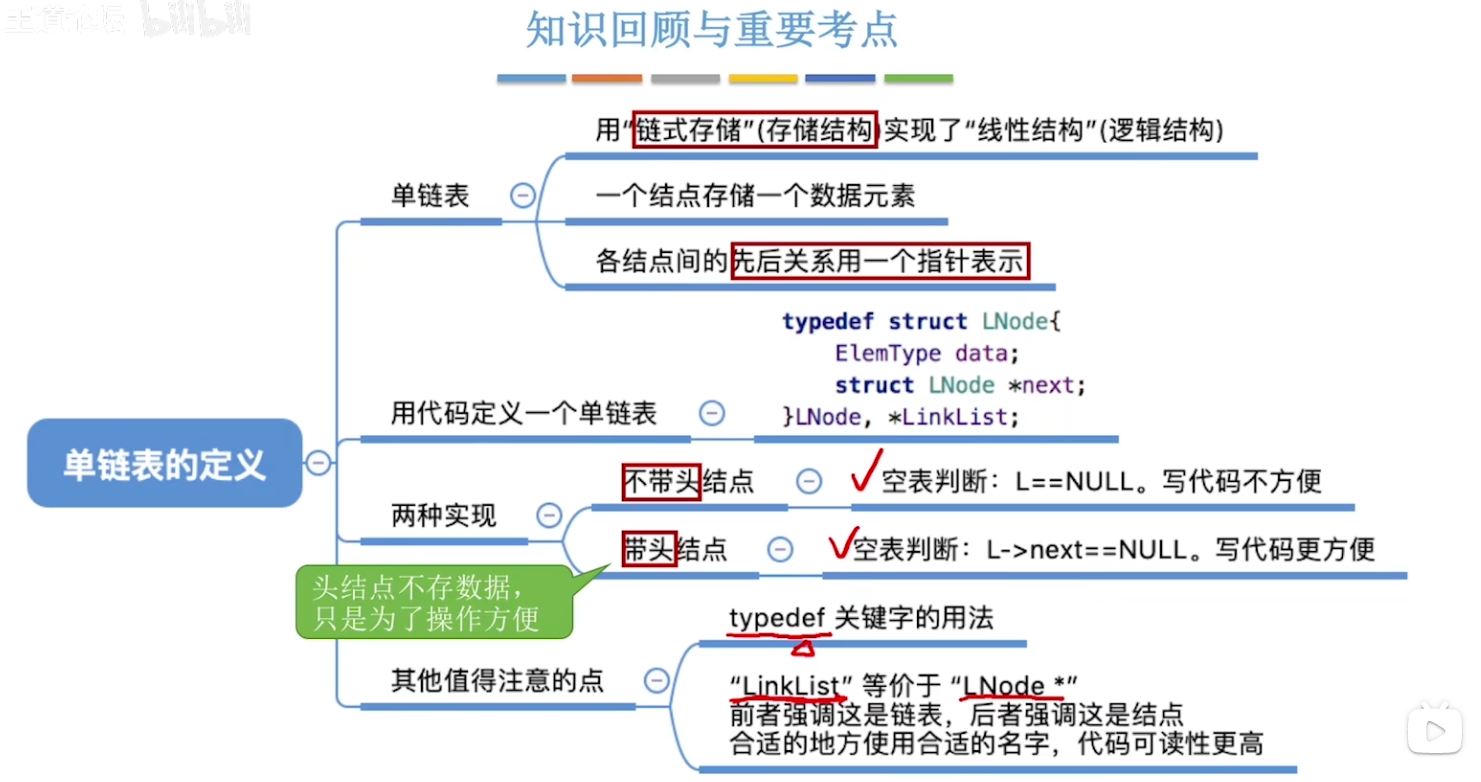 王道论坛 bilibili
知识回顾与重要考点
用“链式存储”(存储结构)实现了“线性结构”(逻辑结构)
单链表
一个结点存储一个数据元素
各结点间的先后关系用一个指针表示
typedef struct LNode{
ElemType data;
struct LNode *next;
}LNode, *LinkList;
用代码定义一个单链表
单链表的定义
不带头结点
空表判断：L==NULL。写代码不方便
两种实现
带头结点
空表判断：L->next==NULL。写代码更方便
头结点不存数据，
只是为了操作方便
typedef 关键字的用法
其他值得注意的点
“LinkList” 等价于 “LNode *”
前者强调这是链表，后者强调这是结点
合适的地方使用合适的名字，代码可读性更高